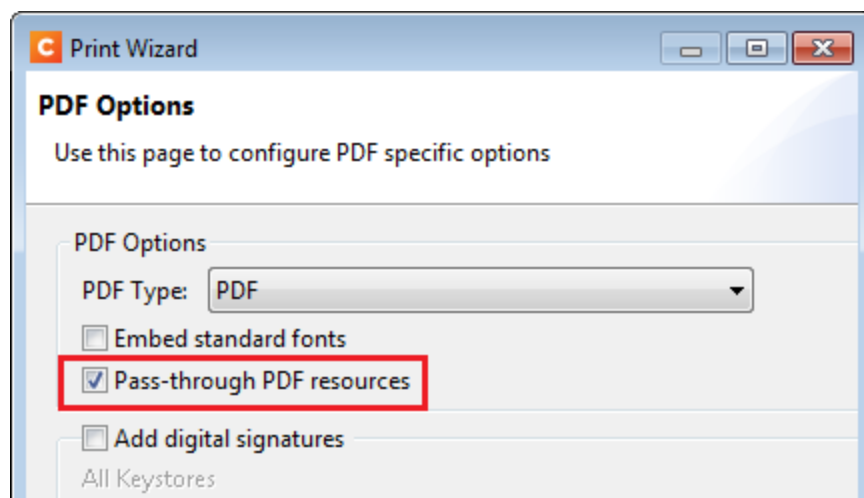 C Print Wizard
PDF Options
Use this page to configure PDF specific options
PDF Options
PDF Type: PDF
Embed standard fonts
Pass-through PDF resources
Add digital signatures
All Keystores